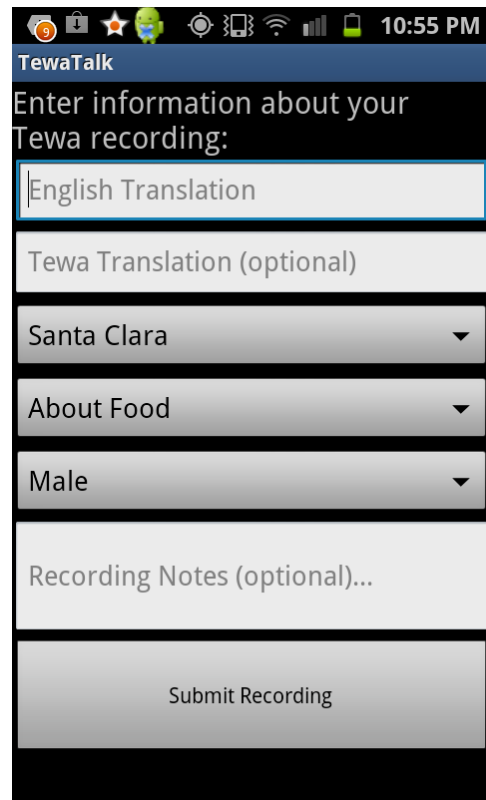 9
10:55 PM
TewaTalk
Enter information about your
Tewa recording:
English Translation
Tewa Translation (optional)
Santa Clara
About Food
Male
Recording Notes (optional)...
Submit Recording